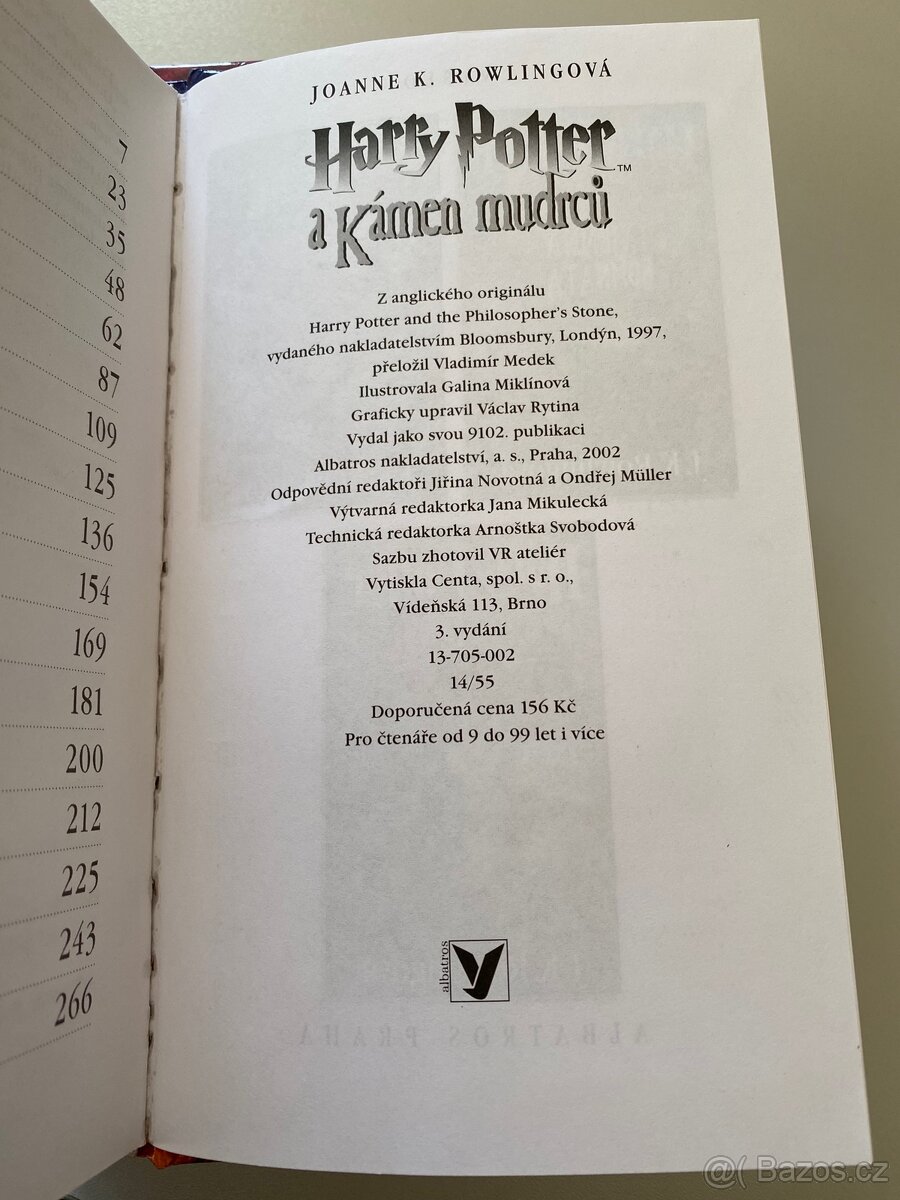 7
23
35
48
62
87
109
125
136
154
169
181
200
212
225
243
266
JOANNE K. ROWLINGOVÁ
Harry Potter™
a Kámen mudrců
Z anglického originálu
Harry Potter and the Philosopher's Stone,
vydaného nakladatelstvím Bloomsbury, Londýn, 1997,
přeložil Vladimír Medek
Ilustrovala Galina Miklínová
Graficky upravil Václav Rytina
Vydal jako svou 9102. publikaci
Albatros nakladatelství, a. s., Praha, 2002
Odpovědní redaktoři Jiřina Novotná a Ondřej Müller
Výtvarná redaktorka Jana Mikulecká
Technická redaktorka Arnoštka Svobodová
Sazbu zhotovil VR ateliér
Vytiskla Centa, spol. s r. o.,
Vídeňská 113, Brno
3. vydání
13-705-002
14/55
Doporučená cena 156 Kč
Pro čtenáře od 9 do 99 let i více
albatros
ALBATROS PRAHA
@( Bazos.cz